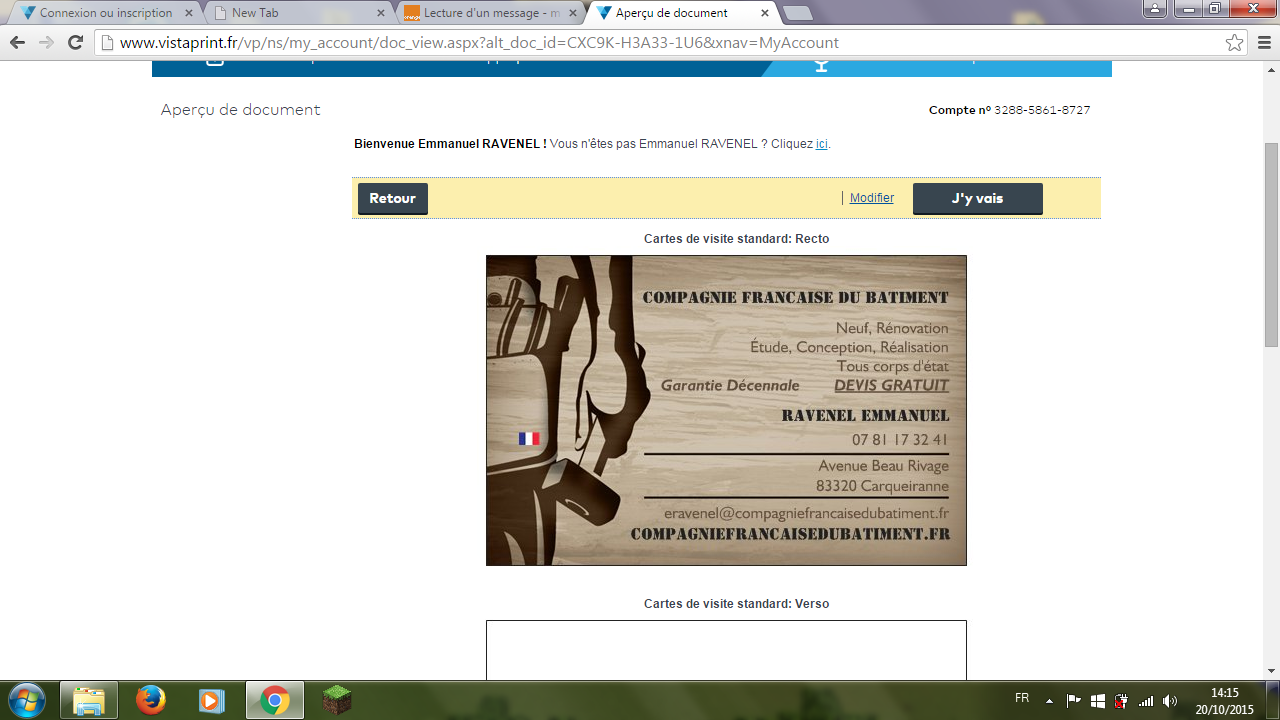 Connexion ou inscription
New Tab
Lecture d'un message - m
Aperçu de document
www.vistaprint.fr/vp/ns/my_account/doc_view.aspx?alt_doc_id=CXC9K-H3A33-1U6&xnav=MyAccount
Aperçu de document
Compte nº 3288-5861-8727
Bienvenue Emmanuel RAVENEL ! Vous n'êtes pas Emmanuel RAVENEL ? Cliquez ici.
Retour
| Modifier
J'y vais
Cartes de visite standard: Recto
COMPAGNIE FRANCAISE DU BATIMENT
Neuf, Rénovation
Étude, Conception, Réalisation
Tous corps d'état
Garantie Décennale DEVIS GRATUIT
RAVENEL EMMANUEL
07 81 17 32 41
Avenue Beau Rivage
83320 Carqueiranne
eravenel@compagniefrancaisedubatiment.fr
COMPAGNIEFRANCAISEDUBATIMENT.FR
Cartes de visite standard: Verso
FR
14:15
20/10/2015